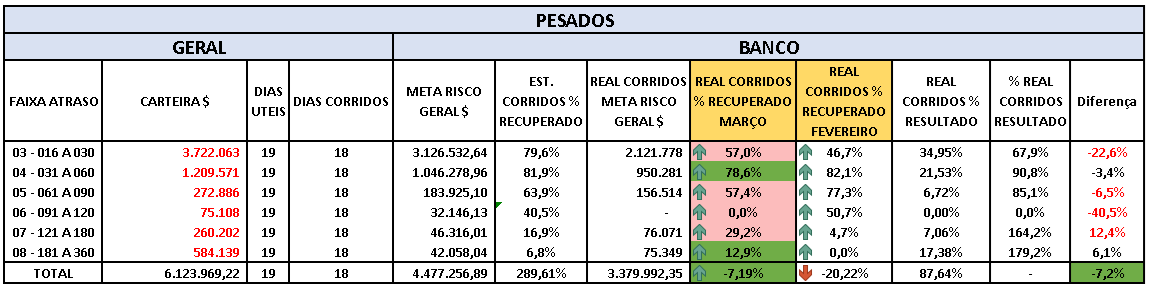 PESADOS
GERAL BANCO
FAIXA ATRASO CARTEIRA $ DIAS UTEIS DIAS CORRIDOS META RISCO GERAL $ EST. CORRIDOS % RECUPERADO REAL CORRIDOS META RISCO GERAL $ REAL CORRIDOS % RECUPERADO MARÇO REAL CORRIDOS % RECUPERADO FEVEREIRO REAL CORRIDOS % RESULTADO % REAL CORRIDOS RESULTADO Diferença
03 - 016 A 030 3.722.063 19 18 3.126.532,64 79,6% 2.121.778 57,0% 46,7% 34,95% 67,9% -22,6%
04 - 031 A 060 1.209.571 19 18 1.046.278,96 81,9% 950.281 78,6% 82,1% 21,53% 90,8% -3,4%
05 - 061 A 090 272.886 19 18 183.925,10 63,9% 156.514 57,4% 77,3% 6,72% 85,1% -6,5%
06 - 091 A 120 75.108 19 18 32.146,13 40,5% - 0,0% 50,7% 0,00% 0,0% -40,5%
07 - 121 A 180 260.202 19 18 46.316,01 16,9% 76.071 29,2% 4,7% 7,06% 164,2% 12,4%
08 - 181 A 360 584.139 19 18 42.058,04 6,8% 75.349 12,9% 0,0% 17,38% 179,2% 6,1%
TOTAL 6.123.969,22 19 18 4.477.256,89 289,61% 3.379.992,35 -7,19% -20,22% 87,64% - -7,2%